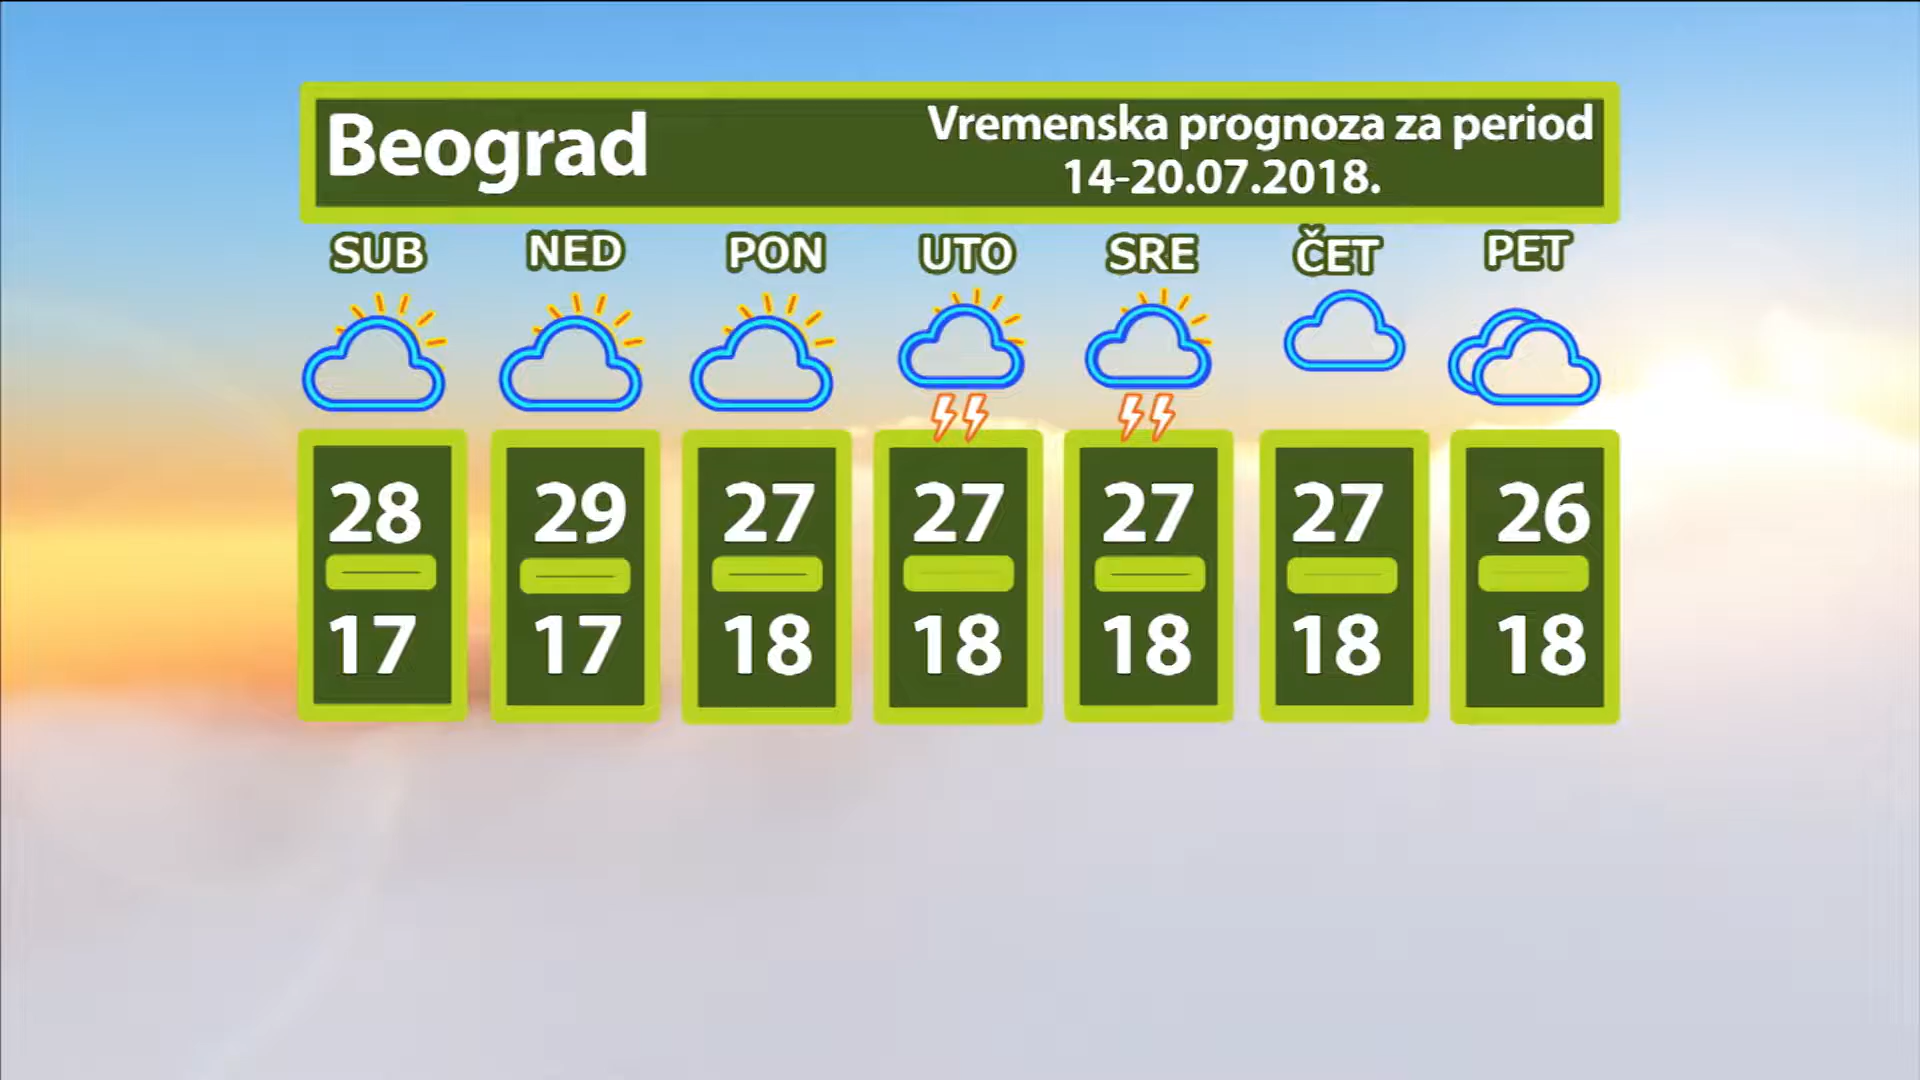 Beograd
Vremenska prognoza za period
14-20.07.2018.
SUB NED PON UTO SRE ČET PET
28 29 27 27 27 27 26
17 17 18 18 18 18 18